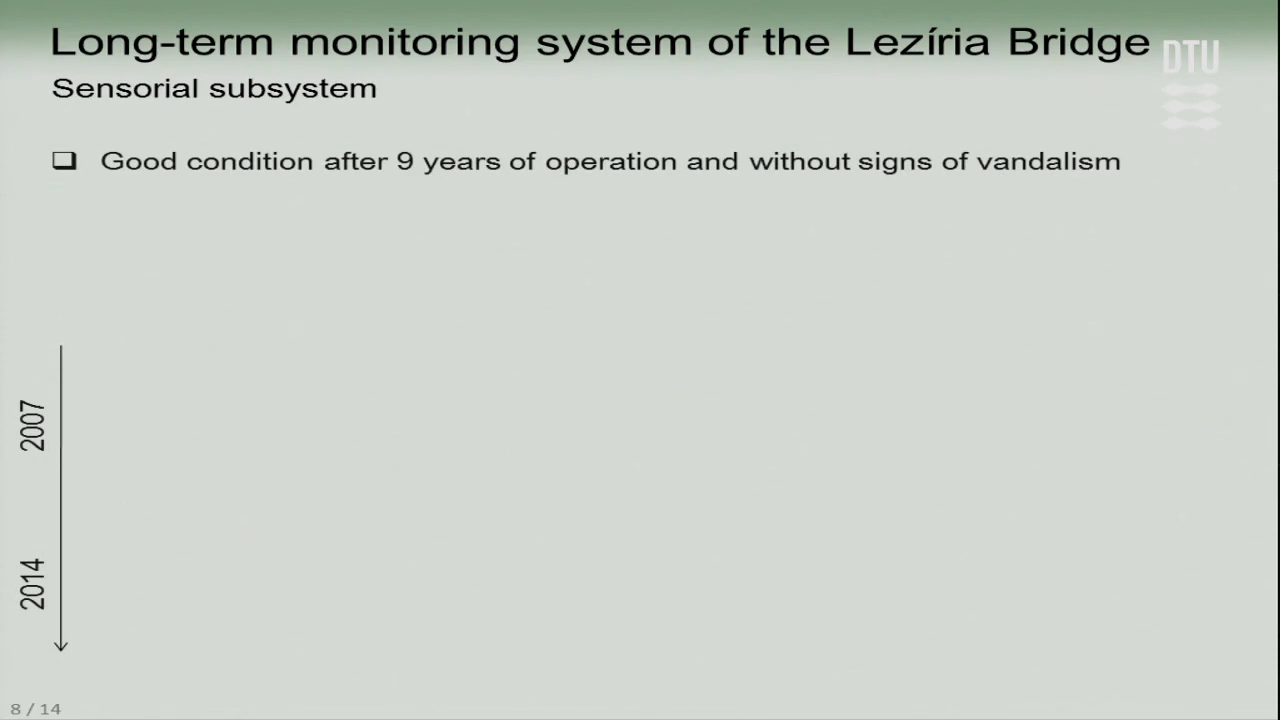 Long-term monitoring system of the Lezíria Bridge
DTU
Sensorial subsystem
Good condition after 9 years of operation and without signs of vandalism
2007
2014
8 / 14